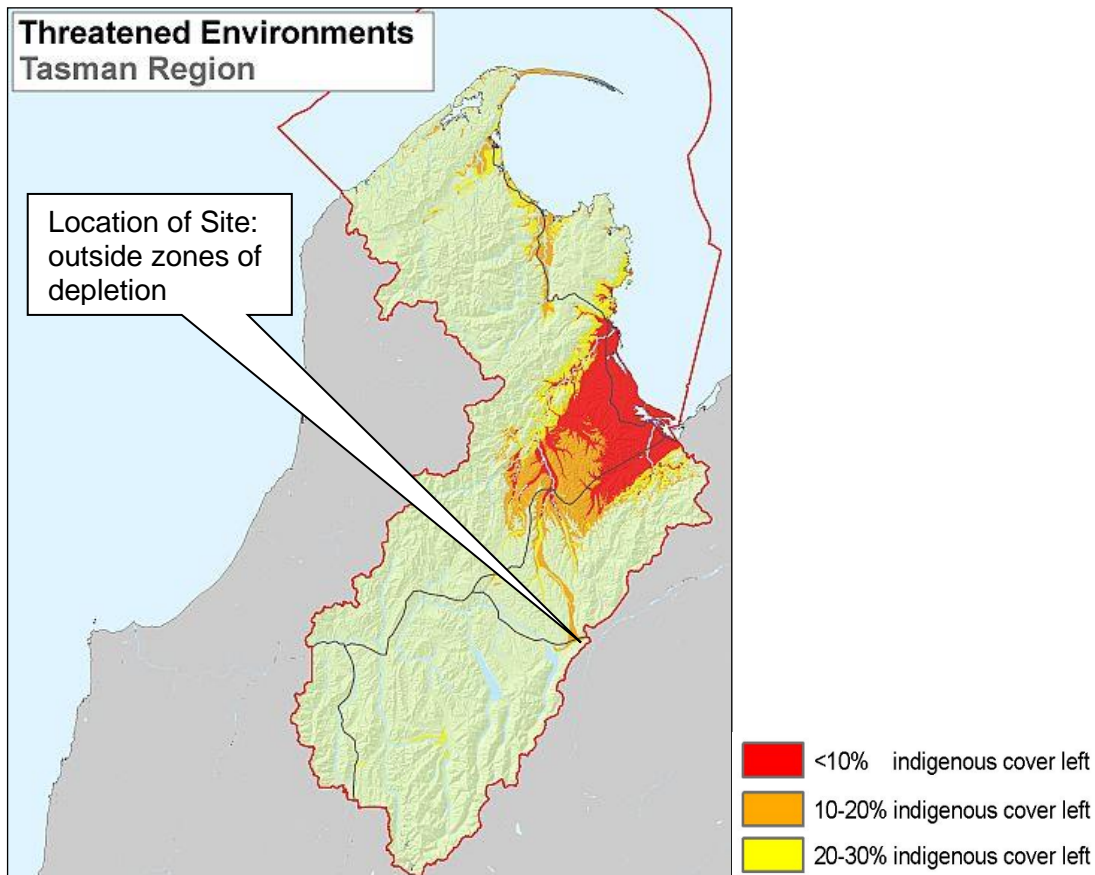 Threatened Environments
Tasman Region
Location of Site:
outside zones of
depletion
<10% indigenous cover left
10-20% indigenous cover left
20-30% indigenous cover left